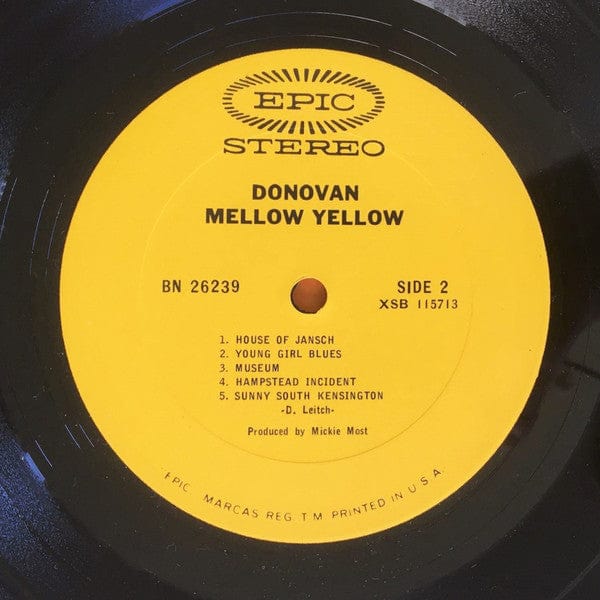 EPIC
STEREO
DONOVAN
MELLOW YELLOW
BN 26239
SIDE 2
XSB 115713
1. HOUSE OF JANSCH
2. YOUNG GIRL BLUES
3. MUSEUM
4. HAMPSTEAD INCIDENT
5. SUNNY SOUTH KENSINGTON
-D. Leitch-
Produced by Mickie Most
EPIC MARCAS REG. T.M. PRINTED IN U.S.A.